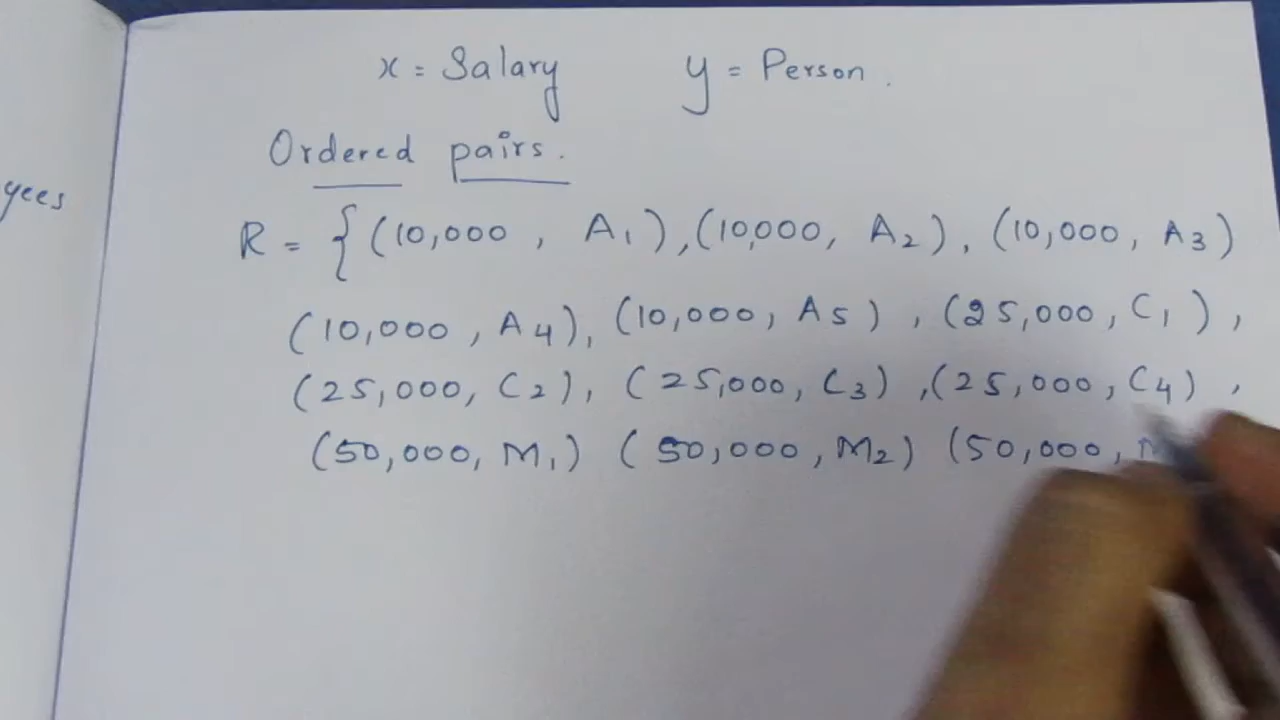 x = Salary y = Person.
yees
Ordered pairs.
R = {(10,000 , A1),(10,000, A2), (10,000, A3)
(10,000 , A4), (10,000, A5) , (25,000, C1),
(25,000, C2), (25,000, C3) ,(25,000, C4) ,
(50,000, M1) (50,000, M2) (50,000,